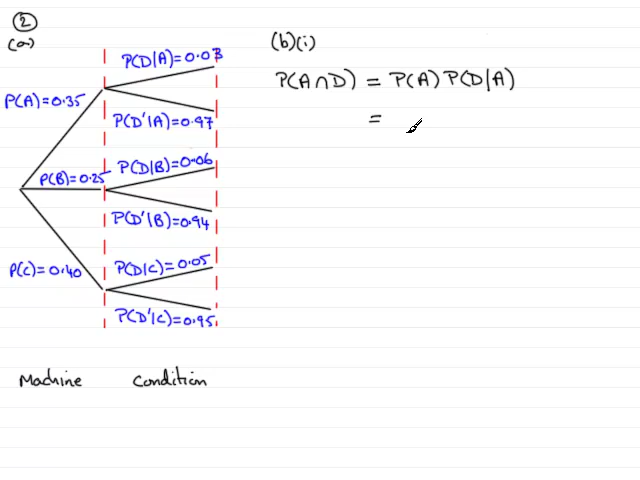 ②
(a)
P(A)=0.35
P(B)=0.25
P(C)=0.40
P(D|A)=0.03
P(D'|A)=0.97
P(D|B)=0.06
P(D'|B)=0.94
P(D|C)=0.05
P(D'|C)=0.95
Machine
Condition
(b)(i)
P(A∩D) = P(A) P(D|A)
=